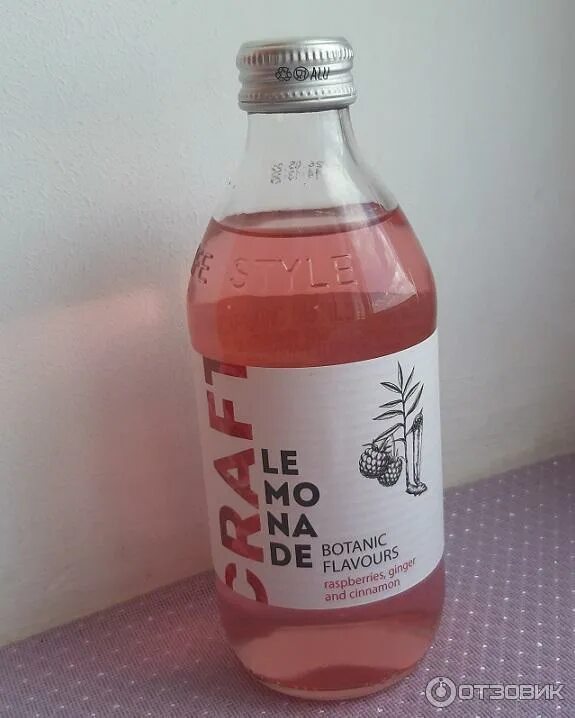 ALU
STYLE
CRAFT
LE
MO
NA
DE
BOTANIC
FLAVOURS
raspberries, ginger
and cinnamon
ОТЗОВИК